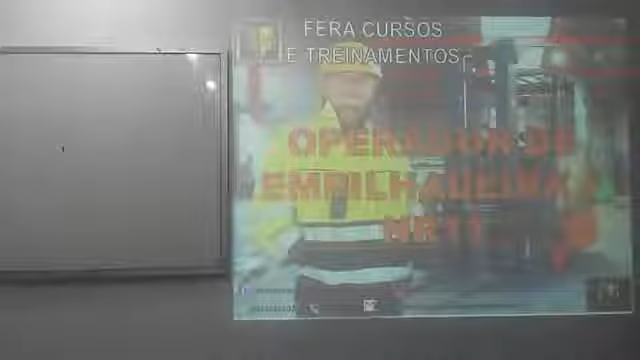 FERA CURSOS
E TREINAMENTOS
OPERADOR DE
EMPILHADEIRA
NR11